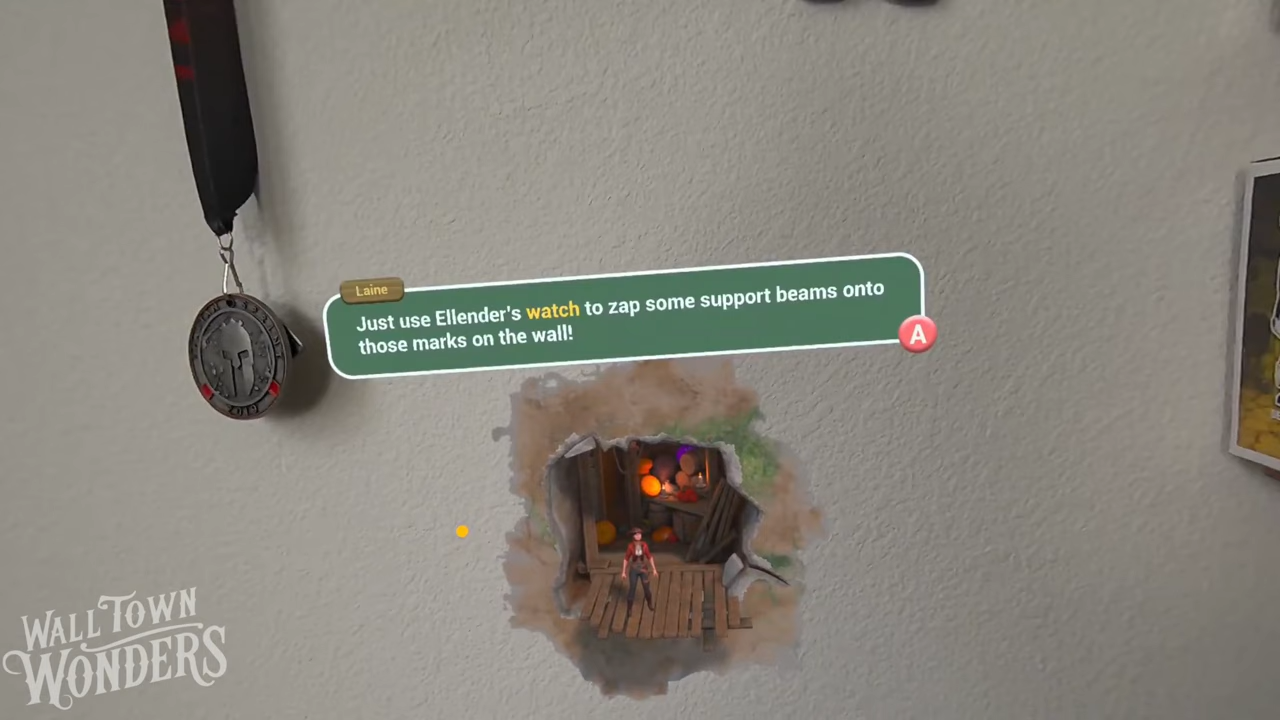 Laine
Just use Ellender's watch to zap some support beams onto
those marks on the wall!
A
2019
WALL TOWN
WONDERS